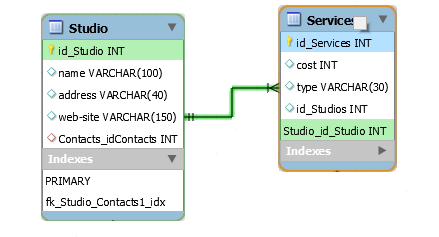 Studio
id_Studio INT
name VARCHAR(100)
address VARCHAR(40)
web-site VARCHAR(150)
Contacts_idContacts INT
Indexes
PRIMARY
fk_Studio_Contacts1_idx
Services
id_Services INT
cost INT
type VARCHAR(30)
id_Studios INT
Studio_id_Studio INT
Indexes